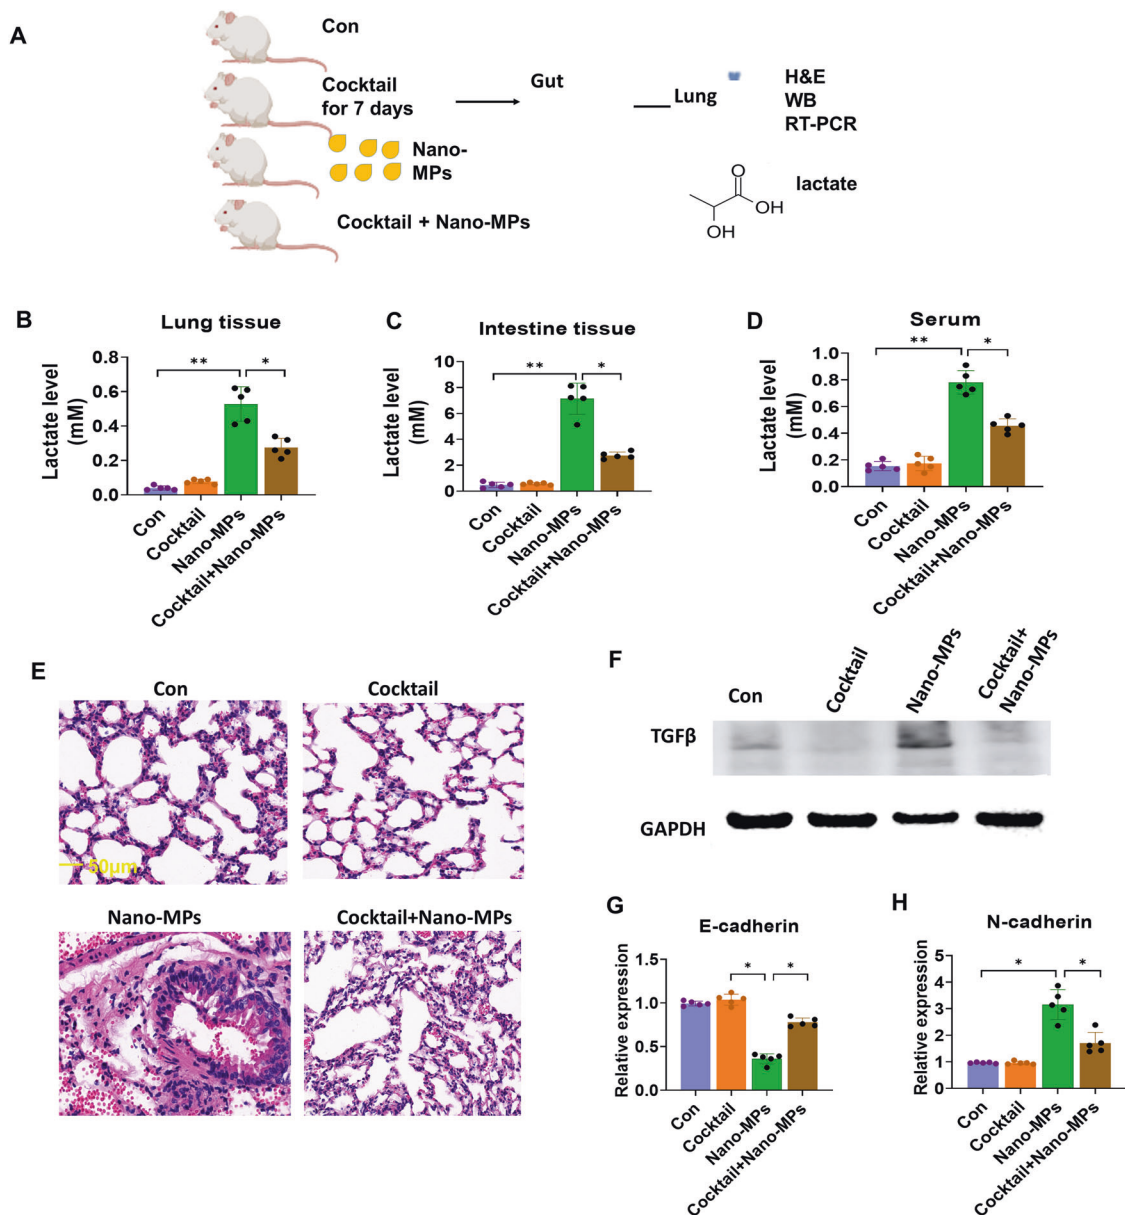 A
Con
Cocktail
for 7 days
Nano-
MPs
Cocktail + Nano-MPs
Gut
Lung
H&E
WB
RT-PCR
lactate
O
OH
OH
B
Lung tissue
Lactate level
(mM)
0.8
0.6
0.4
0.2
0.0
**
*
Con
Cocktail
Nano-MPs
Cocktail+Nano-MPs
C
Intestine tissue
Lactate level
(mM)
10
8
6
4
2
0
**
*
Con
Cocktail
Nano-MPs
Cocktail+Nano-MPs
D
Serum
Lactate level
(mM)
1.0
0.8
0.6
0.4
0.2
0.0
**
*
Con
Cocktail
Nano-MPs
Cocktail+Nano-MPs
E
Con
Cocktail
50μm
Nano-MPs
Cocktail+Nano-MPs
F
Con
Cocktail
Nano-MPs
Cocktail+
Nano-MPs
TGFβ
GAPDH
G
E-cadherin
Relative expression
1.5
1.0
0.5
0.0
*
*
Con
Cocktail
Nano-MPs
Cocktail+Nano-MPs
H
N-cadherin
Relative expression
5
4
3
2
1
0
*
*
Con
Cocktail
Nano-MPs
Cocktail+Nano-MPs